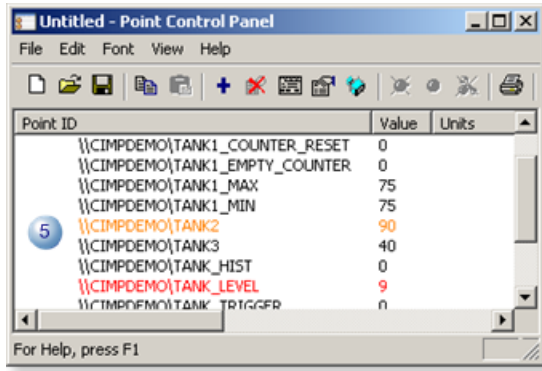 Untitled - Point Control Panel
File Edit Font View Help
Point ID Value Units
\\CIMPDEMO\TANK1_COUNTER_RESET 0
\\CIMPDEMO\TANK1_EMPTY_COUNTER 0
\\CIMPDEMO\TANK1_MAX 75
\\CIMPDEMO\TANK1_MIN 75
5 \\CIMPDEMO\TANK2 90
\\CIMPDEMO\TANK3 40
\\CIMPDEMO\TANK_HIST 0
\\CIMPDEMO\TANK_LEVEL 9
\\CIMPDEMO\TANK_TRIGGER 0
For Help, press F1